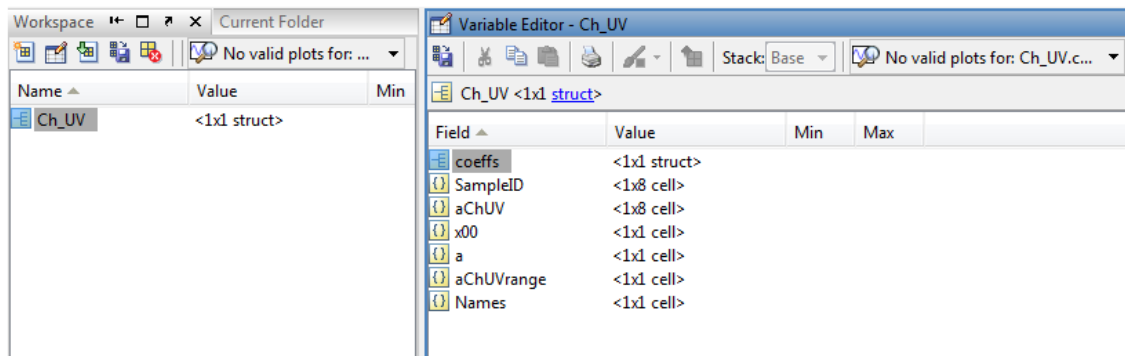 Workspace
Current Folder
No valid plots for: ...
Name Value Min
Ch_UV <1x1 struct>
Variable Editor - Ch_UV
Stack: Base No valid plots for: Ch_UV.c...
Ch_UV <1x1 struct>
Field Value Min Max
coeffs <1x1 struct>
SampleID <1x8 cell>
aChUV <1x8 cell>
x00 <1x1 cell>
a <1x1 cell>
aChUVrange <1x1 cell>
Names <1x1 cell>